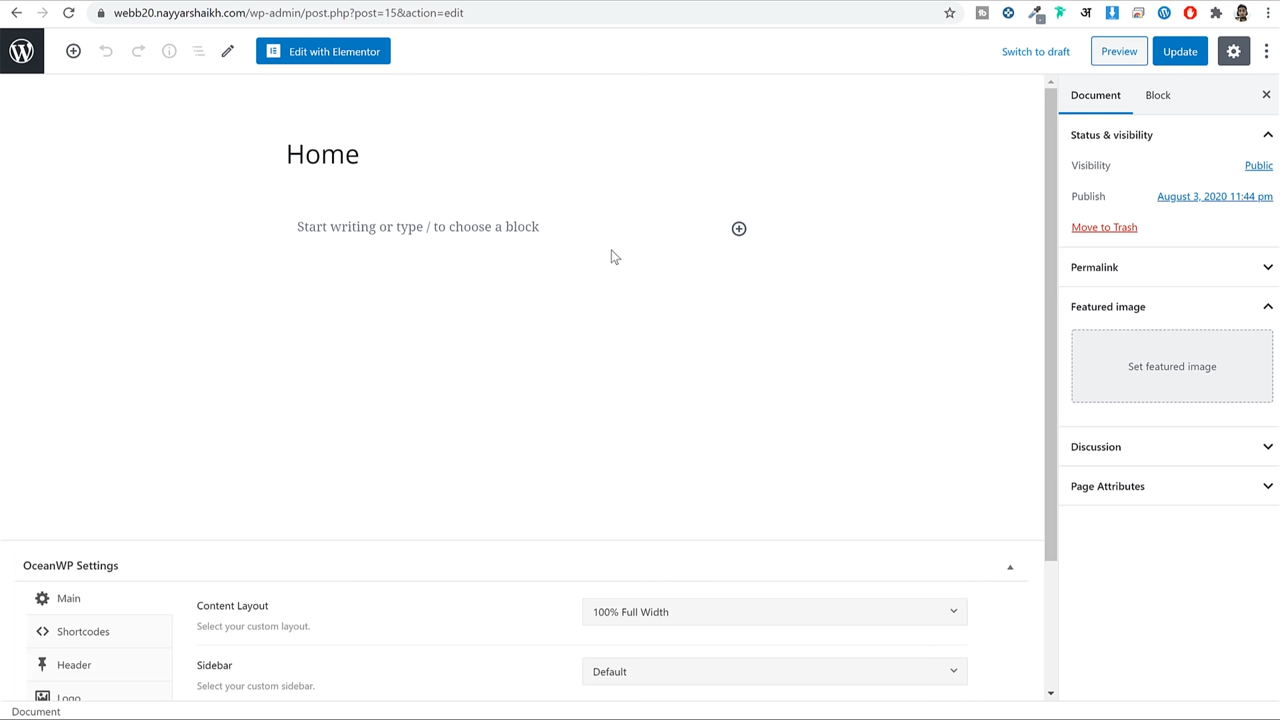 webb20.nayyarshaikh.com/wp-admin/post.php?post=15&action=edit
Edit with Elementor
Switch to draft
Preview
Update
Document
Block
Status & visibility
Visibility
Public
Publish
August 3, 2020 11:44 pm
Move to Trash
Permalink
Featured image
Set featured image
Discussion
Page Attributes
Home
Start writing or type / to choose a block
OceanWP Settings
Main
Shortcodes
Header
Logo
Content Layout
Select your custom layout.
100% Full Width
Sidebar
Select your custom sidebar.
Default
Document